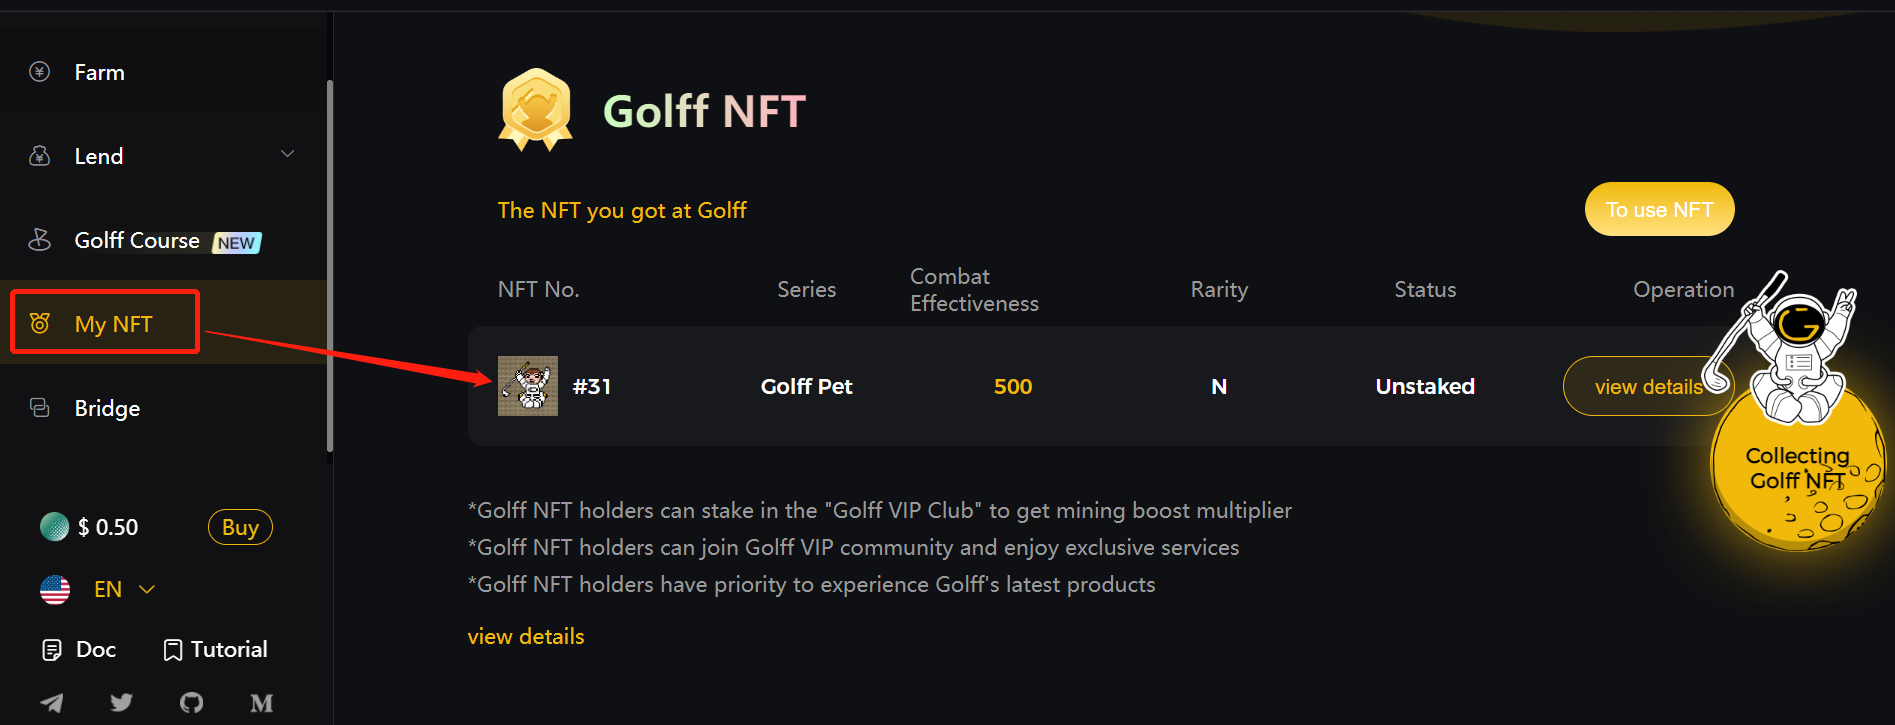 Farm
Lend
Golff Course NEW
My NFT
Bridge
$ 0.50 Buy
EN
Doc Tutorial
Golff NFT
The NFT you got at Golff
To use NFT
NFT No. Series Combat Effectiveness Rarity Status Operation
#31 Golff Pet 500 N Unstaked view details
Collecting
Golff NFT
*Golff NFT holders can stake in the "Golff VIP Club" to get mining boost multiplier
*Golff NFT holders can join Golff VIP community and enjoy exclusive services
*Golff NFT holders have priority to experience Golff's latest products
view details